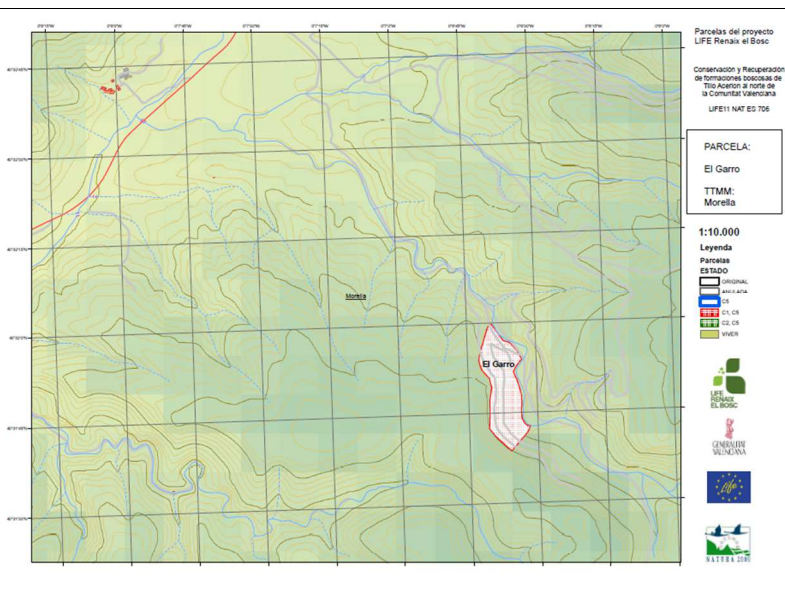 Parcelas del proyecto
LIFE Renaix el Bosc
Conservación y Recuperación
de formaciones boscosas de
Tilio Acerion al norte de
la Comunitat Valenciana
LIFE11 NAT ES 706
PARCELA:
El Garro
TTMM:
Morella
1:10.000
Leyenda
Parcelas
ESTADO
ORIGINAL
ANULADA
C5
C1, C5
C2, C5
VIVER
Morella
El Garro
LIFE
RENAIX
EL BOSC
GENERALITAT
VALENCIANA
Life
NATURA 2000